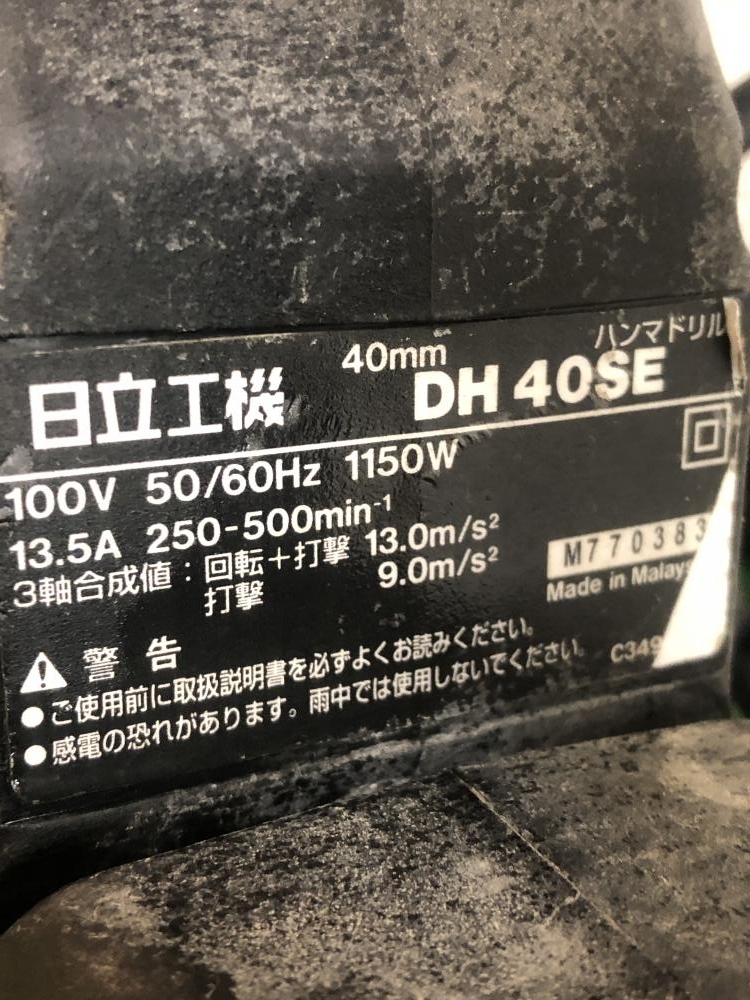 ハンマドリル
40mm
日立工機 DH 40SE
100V 50/60Hz 1150W
13.5A 250-500min⁻¹
3軸合成値：回転＋打撃 13.0m/s²
打撃 9.0m/s²
M770383
Made in
警告
●ご使用前に取扱説明書を必ずよくお読みください。
●感電の恐れがあります。雨中では使用しないでください。